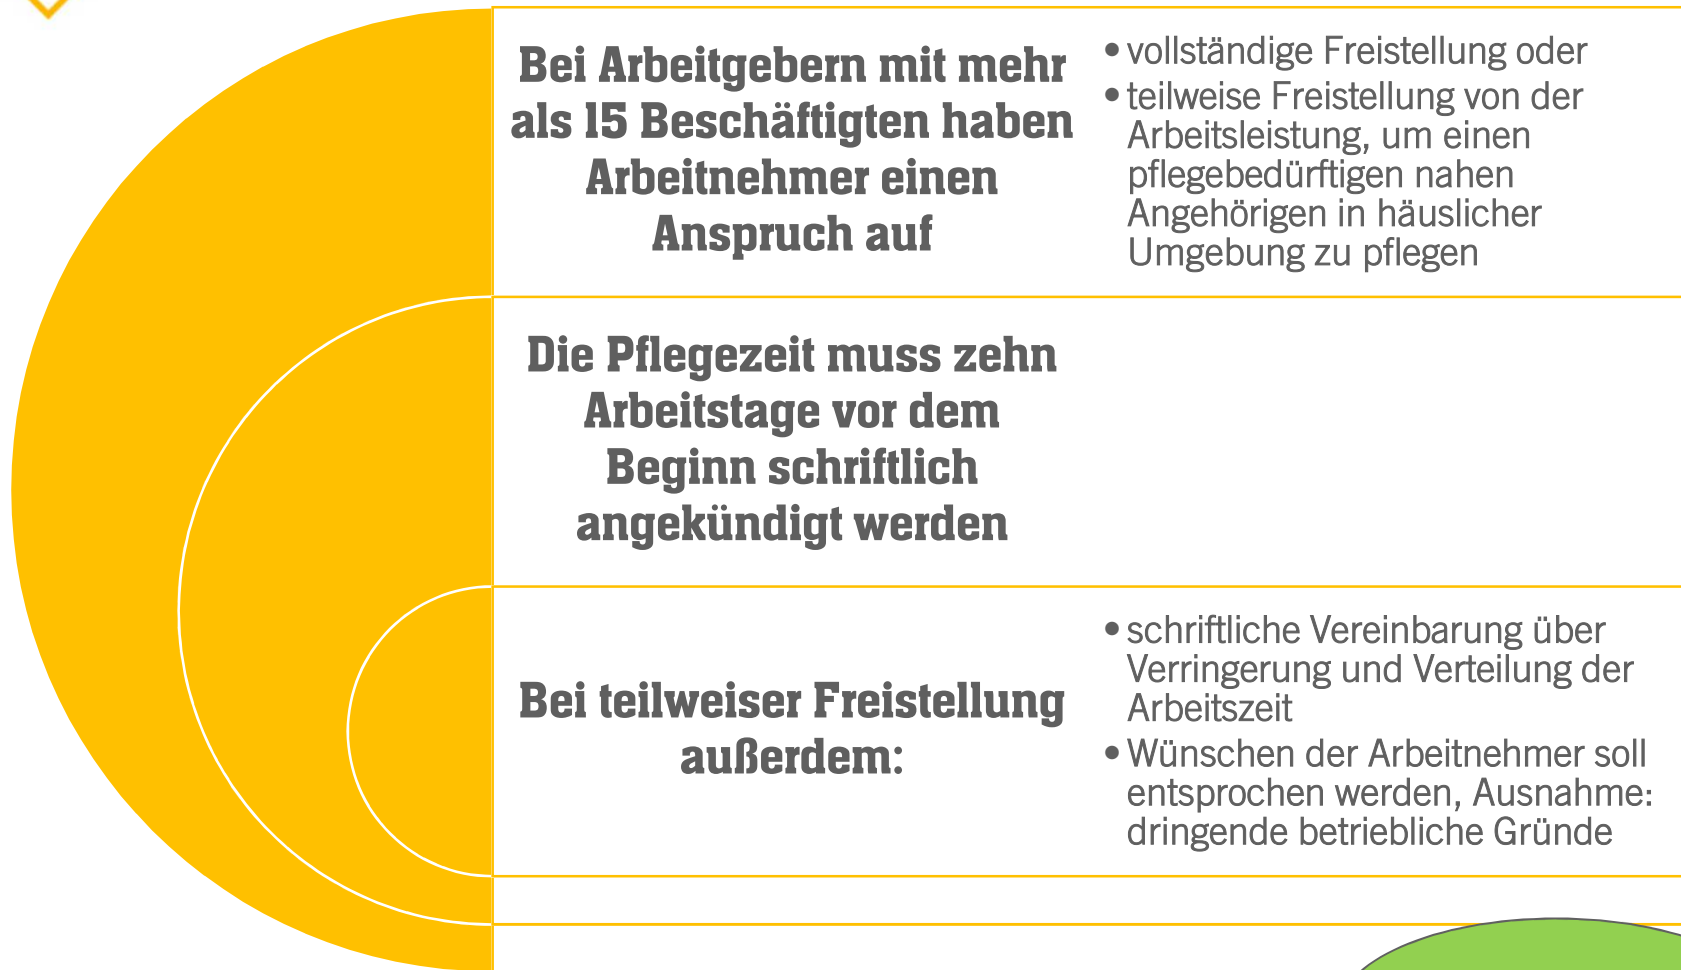 Bei Arbeitgebern mit mehr
als 15 Beschäftigten haben
Arbeitnehmer einen
Anspruch auf
• vollständige Freistellung oder
• teilweise Freistellung von der
Arbeitsleistung, um einen
pflegebedürftigen nahen
Angehörigen in häuslicher
Umgebung zu pflegen
Die Pflegezeit muss zehn
Arbeitstage vor dem
Beginn schriftlich
angekündigt werden
Bei teilweiser Freistellung
außerdem:
• schriftliche Vereinbarung über
Verringerung und Verteilung der
Arbeitszeit
• Wünschen der Arbeitnehmer soll
entsprochen werden, Ausnahme:
dringende betriebliche Gründe